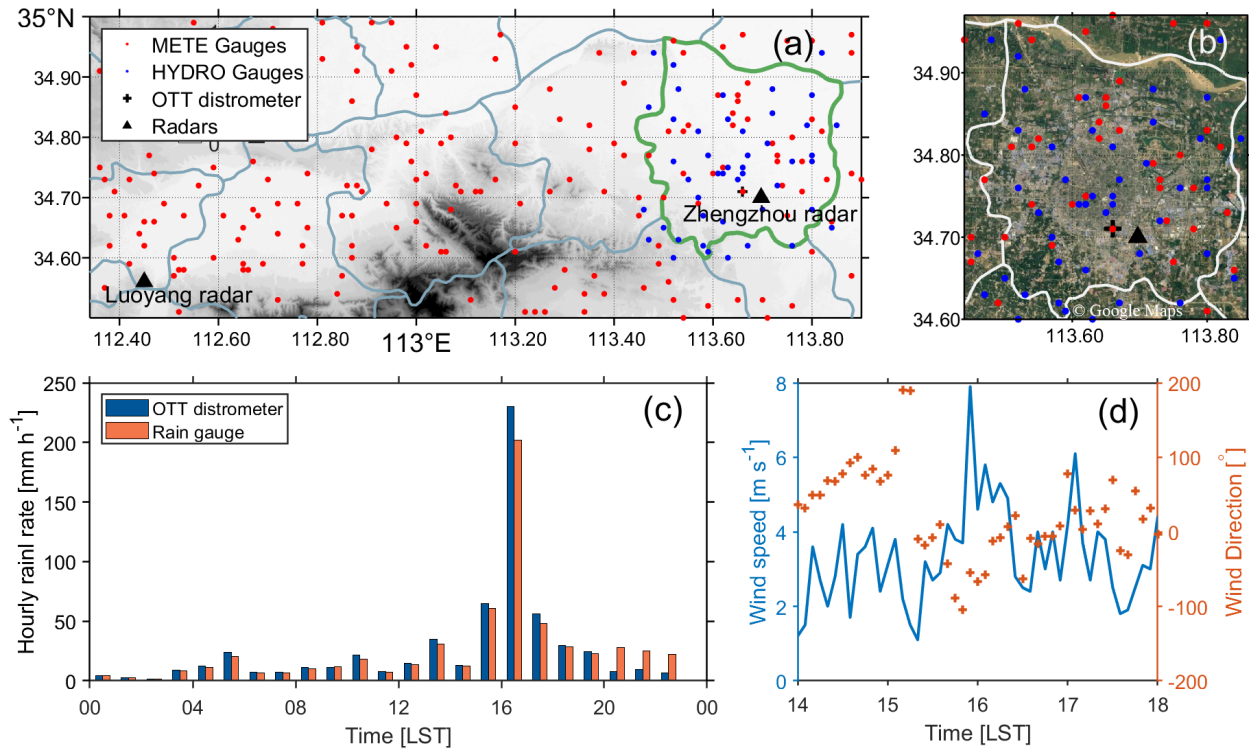 35°N
34.90
34.80
34.70
34.60
(a)
METE Gauges
HYDRO Gauges
OTT distrometer
Radars
0
Zhengzhou radar
Luoyang radar
112.40
112.60
112.80
113°E
113.20
113.40
113.60
113.80
(b)
34.90
34.80
34.70
34.60
© Google Maps
113.60
113.80
250
200
150
100
50
0
Hourly rainl rate [mm h-1]
OTT distrometer
Rain gauge
(c)
00
04
08
12
16
20
00
Time [LST]
8
6
4
2
0
Wind speed [m s-1]
(d)
200
100
0
-100
-200
Wind Direction [°]
14
15
16
17
18
Time [LST]